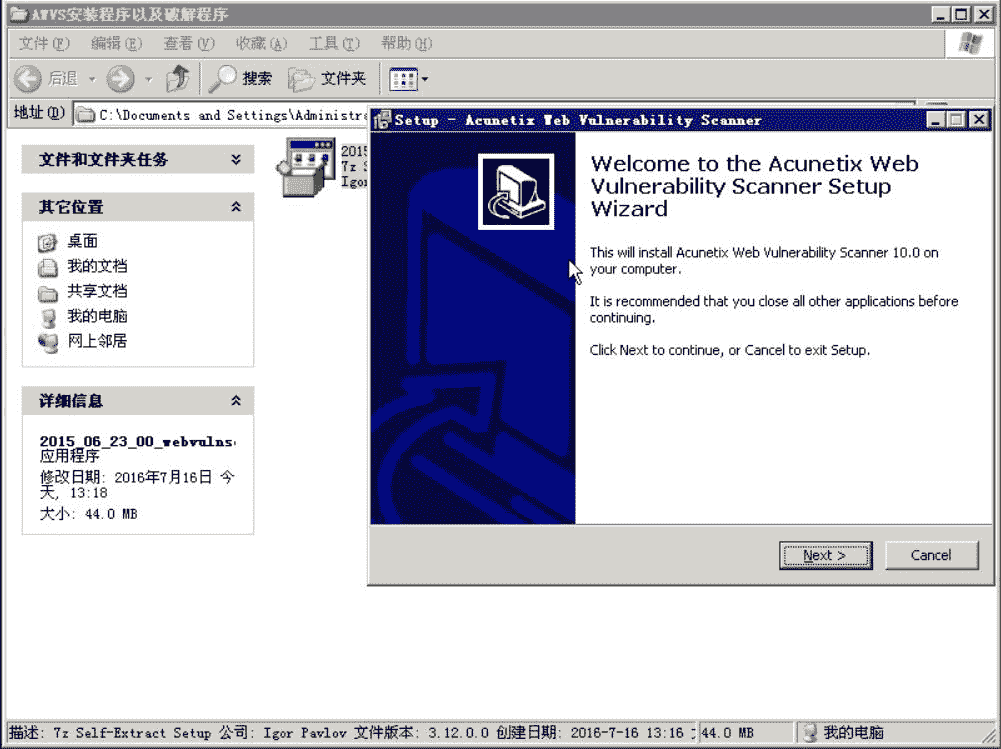 AWVS安装程序以及破解程序
文件(F) 编辑(E) 查看(V) 收藏(A) 工具(T) 帮助(H)
后退 搜索 文件夹
地址(D) C:\Documents and Settings\Administra
文件和文件夹任务
其它位置
桌面
我的文档
共享文档
我的电脑
网上邻居
详细信息
2015_06_23_00_webvulns
应用程序
修改日期: 2016年7月16日 今
天, 13:18
大小: 44.0 MB
2015
7z S
Igor
Setup - Acunetix Web Vulnerability Scanner
Welcome to the Acunetix Web
Vulnerability Scanner Setup
Wizard
This will install Acunetix Web Vulnerability Scanner 10.0 on
your computer.
It is recommended that you close all other applications before
continuing.
Click Next to continue, or Cancel to exit Setup.
Next > Cancel
描述: 7z Self-Extract Setup 公司: Igor Pavlov 文件版本: 3.12.0.0 创建日期: 2016-7-16 13:16 44.0 MB 我的电脑